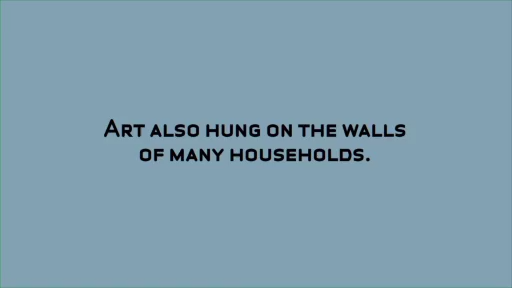 Art also hung on the walls
of many households.